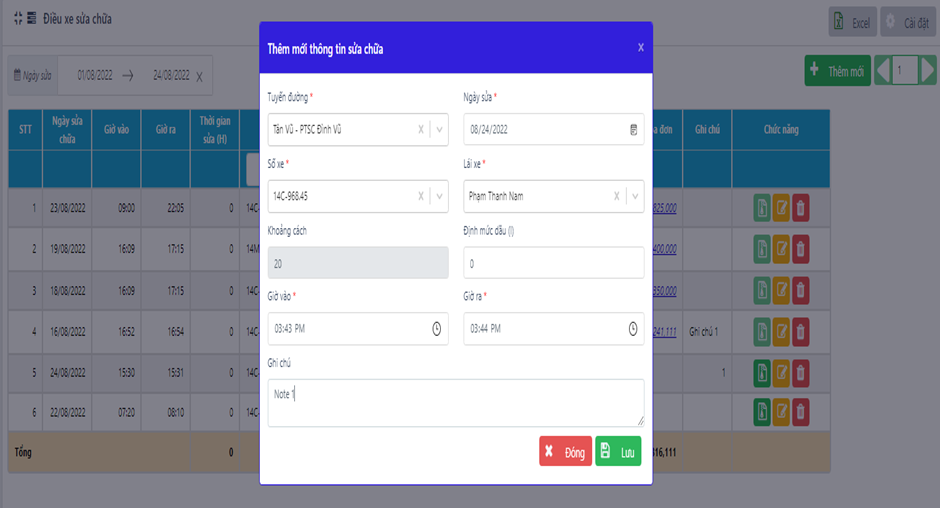 Điều xe sửa chữa
Excel
Cài đặt
Ngày sửa
01/08/2022 → 24/08/2022 x
Thêm mới
1
STT
Ngày sửa chữa
Giờ vào
Giờ ra
Thời gian sửa (H)
Ghi chú
Chức năng
1 23/08/2022 09:00 22:05 0 14C- 825,000
2 19/08/2022 16:09 17:15 0 14M 400,000
3 18/08/2022 16:09 17:15 0 14C- 350,000
4 16/08/2022 16:52 16:54 0 14C- 241,111 Ghi chú 1
5 24/08/2022 15:30 15:31 0 14C- 1
6 22/08/2022 07:20 08:10 0 14C-
Tổng 0 316,111
Thêm mới thông tin sửa chữa x
Tuyến đường * Ngày sửa *
Tân Vũ - PTSC Đình Vũ 08/24/2022
Số xe * Lái xe *
14C-968.45 Phạm Thanh Nam
Khoảng cách Định mức dầu (l)
20 0
Giờ vào * Giờ ra *
03:43 PM 03:44 PM
Ghi chú
Note 1
Đóng Lưu